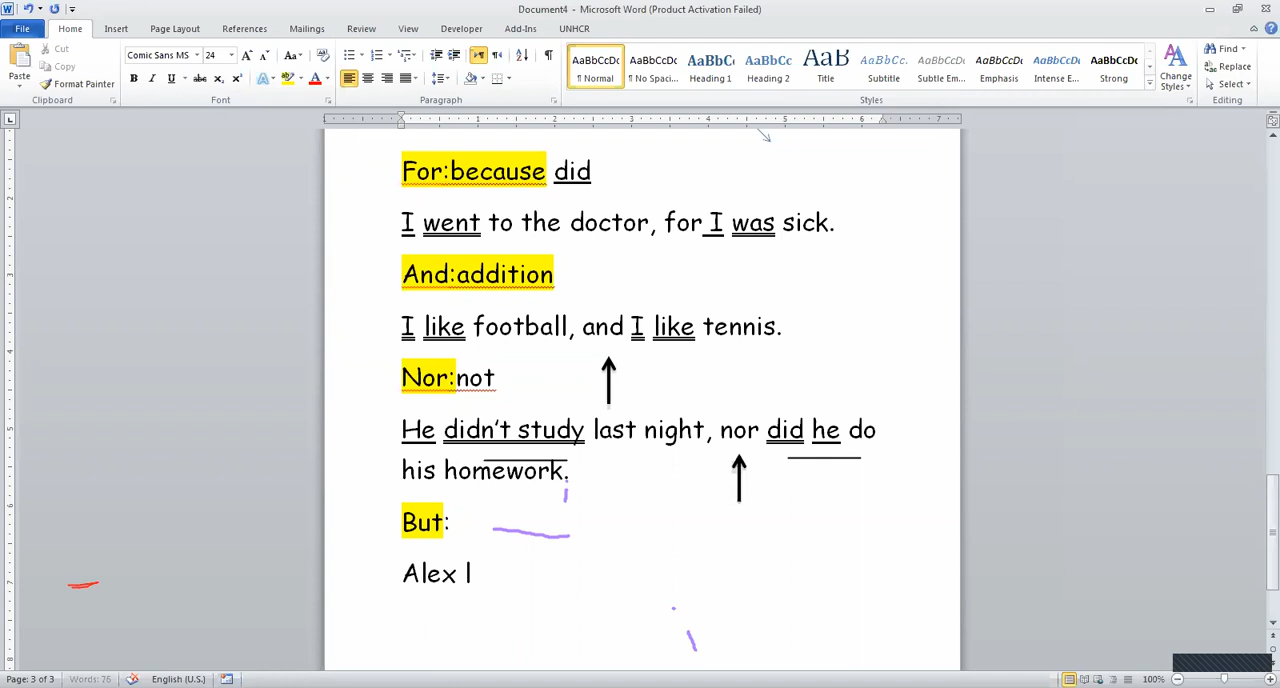 Document4 - Microsoft Word (Product Activation Failed)
File Home Insert Page Layout References Mailings Review View Developer Add-Ins UNHCR
Paste
Cut
Copy
Format Painter
Clipboard
Comic Sans MS 24
Font
Paragraph
AaBbCcDc AaBbCcDc AaBbC AaBbCc AaB AaBbCc. AaBbCcD AaBbCcDc AaBbCcDc AaBbCcDc
¶ Normal ¶ No Spaci... Heading 1 Heading 2 Title Subtitle Subtle Em... Emphasis Intense E... Strong
Styles
Change Styles
Find
Replace
Select
Editing
For:because did
I went to the doctor, for I was sick.
And:addition
I like football, and I like tennis.
Nor:not
He didn't study last night, nor did he do
his homework.
But:
Alex l
Page: 3 of 3 Words: 76 English (U.S.) 100%